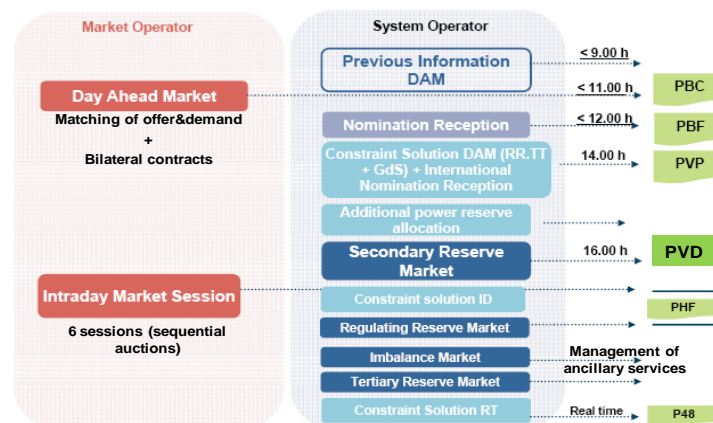 Market Operator
System Operator
Previous Information
DAM
< 9.00 h
Day Ahead Market
< 11.00 h
PBC
Matching of offer&demand
+
Bilateral contracts
Nomination Reception
< 12.00 h
PBF
Constraint Solution DAM (RR.TT
+ GdS) + International
Nomination Reception
14.00 h
PVP
Additional power reserve
allocation
Secondary Reserve
Market
16.00 h
PVD
Intraday Market Session
6 sessions (sequential
auctions)
Constraint solution ID
PHF
Regulating Reserve Market
Imbalance Market
Management of
ancillary services
Tertiary Reserve Market
Constraint Solution RT
Real time
P48